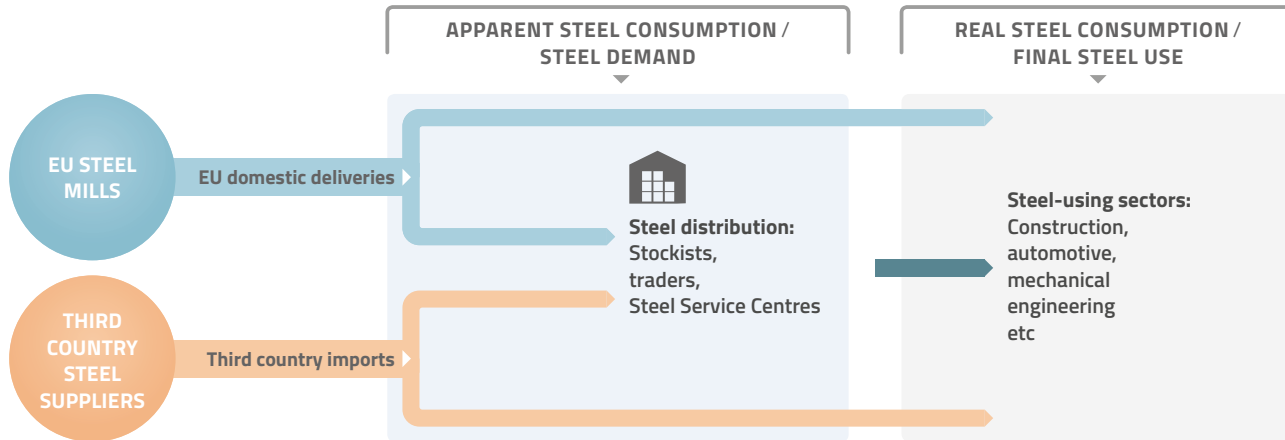 APPARENT STEEL CONSUMPTION /
STEEL DEMAND
REAL STEEL CONSUMPTION /
FINAL STEEL USE
EU STEEL
MILLS
EU domestic deliveries
Steel distribution:
Stockists,
traders,
Steel Service Centres
Steel-using sectors:
Construction,
automotive,
mechanical
engineering
etc
THIRD
COUNTRY
STEEL
SUPPLIERS
Third country imports